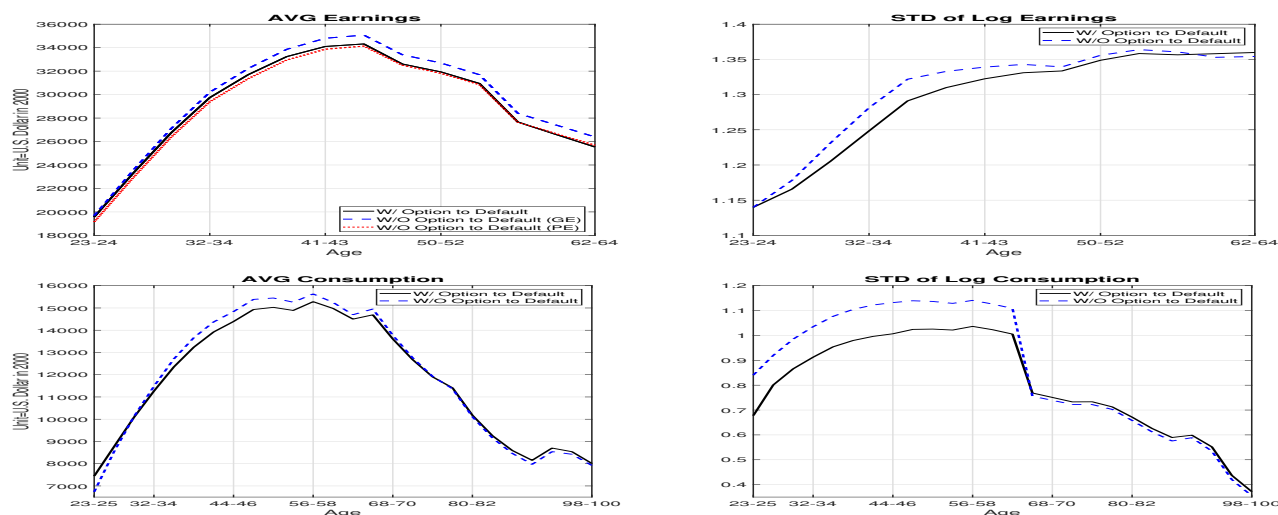 AVG Earnings
36000
34000
32000
30000
28000
26000
24000
22000
20000
18000
Unit=U.S. Dollar in 2000
W/ Option to Default
W/O Option to Default (GE)
W/O Option to Default (PE)
23-24 32-34 41-43 50-52 62-64
Age
STD of Log Earnings
1.4
1.35
1.3
1.25
1.2
1.15
1.1
W/ Option to Default
W/O Option to Default
23-24 32-34 41-43 50-52 62-64
Age
AVG Consumption
16000
15000
14000
13000
12000
11000
10000
9000
8000
7000
Unit=U.S. Dollar in 2000
W/ Option to Default
W/O Option to Default
23-25 32-34 44-46 56-58 68-70 80-82 98-100
Age
STD of Log Consumption
1.2
1.1
1
0.9
0.8
0.7
0.6
0.5
0.4
W/ Option to Default
W/O Option to Default
23-25 32-34 44-46 56-58 68-70 80-82 98-100
Age